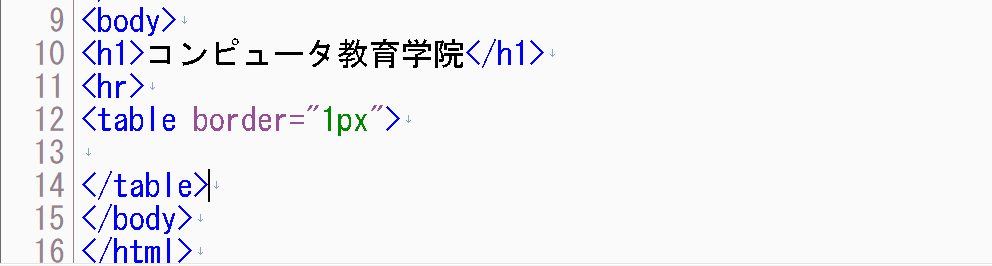 9 <body>↓
10 <h1>コンピュータ教育学院</h1>↓
11 <hr>↓
12 <table border="1px">↓
13 ↓
14 </table>↓
15 </body>↓
16 </html>↓